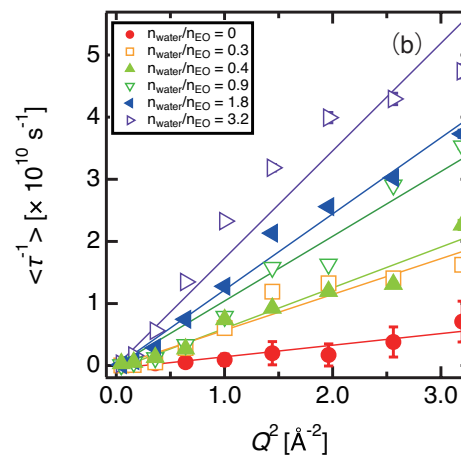 (b)
n_water/n_EO = 0
n_water/n_EO = 0.3
n_water/n_EO = 0.4
n_water/n_EO = 0.9
n_water/n_EO = 1.8
n_water/n_EO = 3.2
5
4
3
2
1
0
<τ⁻¹> [× 10¹⁰ s⁻¹]
0.0 1.0 2.0 3.0
Q² [Å⁻²]